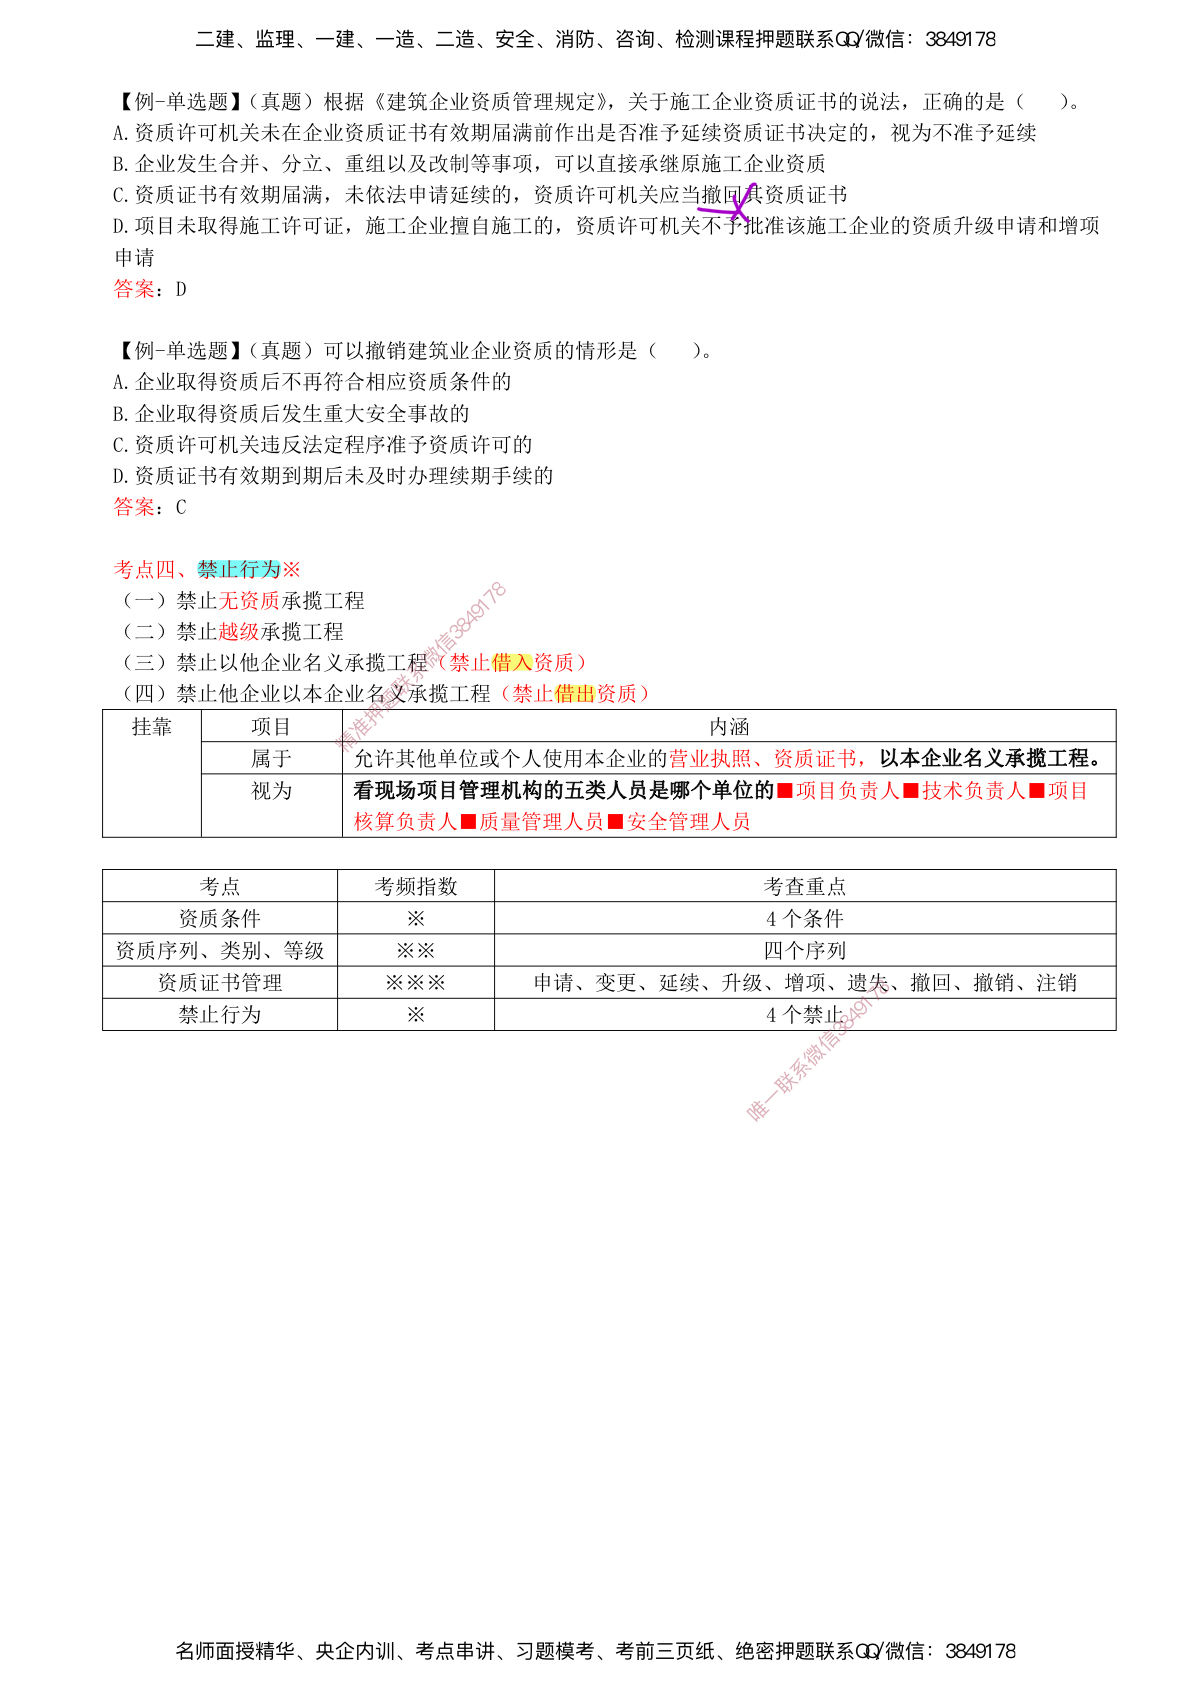 二建、监理、一建、一造、二造、安全、消防、咨询、检测课程押题联系QQ/微信：3849178
【例-单选题】（真题）根据《建筑企业资质管理规定》，关于施工企业资质证书的说法，正确的是（　　）。
A.资质许可机关未在企业资质证书有效期届满前作出是否准予延续资质证书决定的，视为不准予延续
B.企业发生合并、分立、重组以及改制等事项，可以直接承继原施工企业资质
C.资质证书有效期届满，未依法申请延续的，资质许可机关应当撤回其资质证书
D.项目未取得施工许可证，施工企业擅自施工的，资质许可机关不予批准该施工企业的资质升级申请和增项
申请
答案：D
【例-单选题】（真题）可以撤销建筑业企业资质的情形是（　　）。
A.企业取得资质后不再符合相应资质条件的
B.企业取得资质后发生重大安全事故的
C.资质许可机关违反法定程序准予资质许可的
D.资质证书有效期到期后未及时办理续期手续的
答案：C
考点四、禁止行为※
（一）禁止无资质承揽工程
（二）禁止越级承揽工程
（三）禁止以他企业名义承揽工程（禁止借入资质）
（四）禁止他企业以本企业名义承揽工程（禁止借出资质）
挂靠 项目 内涵
属于 允许其他单位或个人使用本企业的营业执照、资质证书，以本企业名义承揽工程。
视为 看现场项目管理机构的五类人员是哪个单位的■项目负责人■技术负责人■项目
核算负责人■质量管理人员■安全管理人员
精准押题联系微信3849178
考点 考频指数 考查重点
资质条件 ※ 4 个条件
资质序列、类别、等级 ※※ 四个序列
资质证书管理 ※※※ 申请、变更、延续、升级、增项、遗失、撤回、撤销、注销
禁止行为 ※ 4 个禁止
唯一联系微信3849178
名师面授精华、央企内训、考点串讲、习题模考、考前三页纸、绝密押题联系QQ/微信：3849178